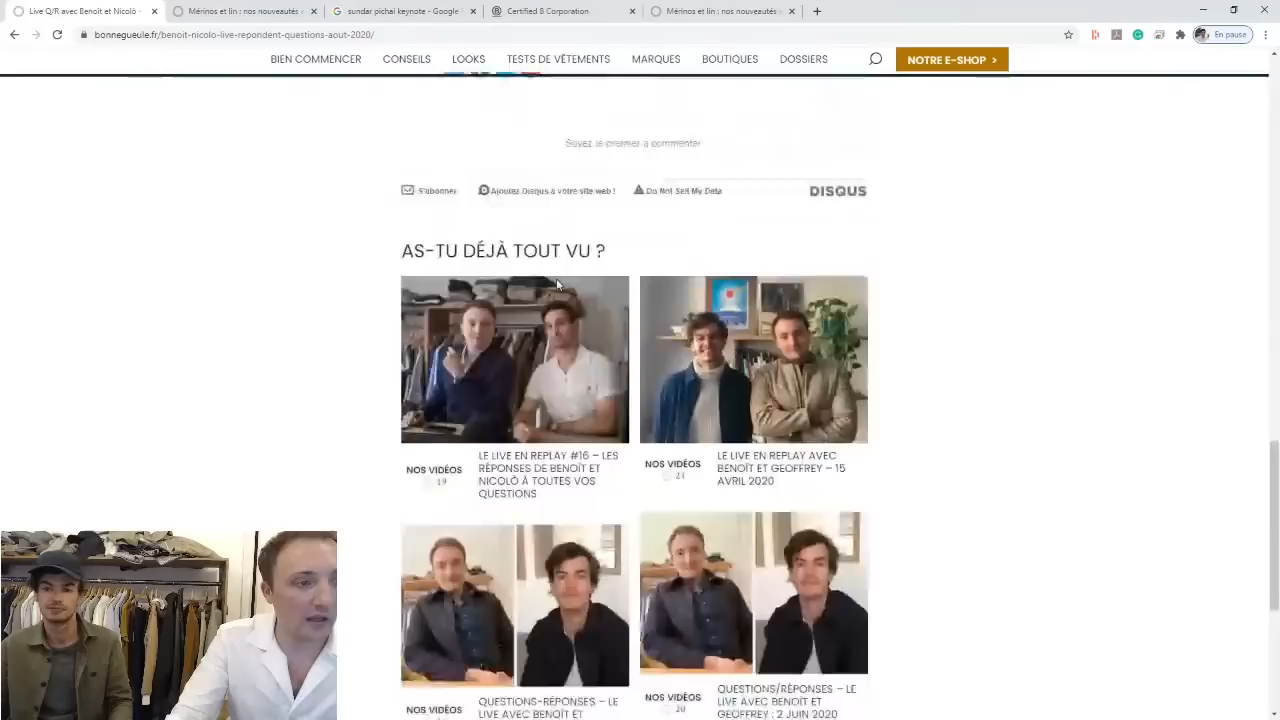 Live Q/R avec Benoît et Nicolò
Mérinos et lin : nos nouveautés
sundar pichai keynote - Google
Certified B Corporation
Mérinos et lin : nos nouveautés
bonnegueule.fr/benoit-nicolo-live-repondent-questions-aout-2020/
En pause
BIEN COMMENCER
CONSEILS
LOOKS
TESTS DE VÊTEMENTS
MARQUES
BOUTIQUES
DOSSIERS
NOTRE E-SHOP >
Soyez le premier à commenter
S'abonner
Ajoutez Disqus à votre site web !
Do Not Sell My Data
DISQUS
AS-TU DÉJÀ TOUT VU ?
NOS VIDÉOS
19
LE LIVE EN REPLAY #16 – LES
RÉPONSES DE BENOÎT ET
NICOLÒ À TOUTES VOS
QUESTIONS
NOS VIDÉOS
21
LE LIVE EN REPLAY AVEC
BENOÎT ET GEOFFREY – 15
AVRIL 2020
NOS VIDÉOS
QUESTIONS-RÉPONSES – LE
LIVE AVEC BENOÎT ET
NOS VIDÉOS
20
QUESTIONS/RÉPONSES – LE
LIVE AVEC BENOÎT ET
GEOFFREY : 2 JUIN 2020